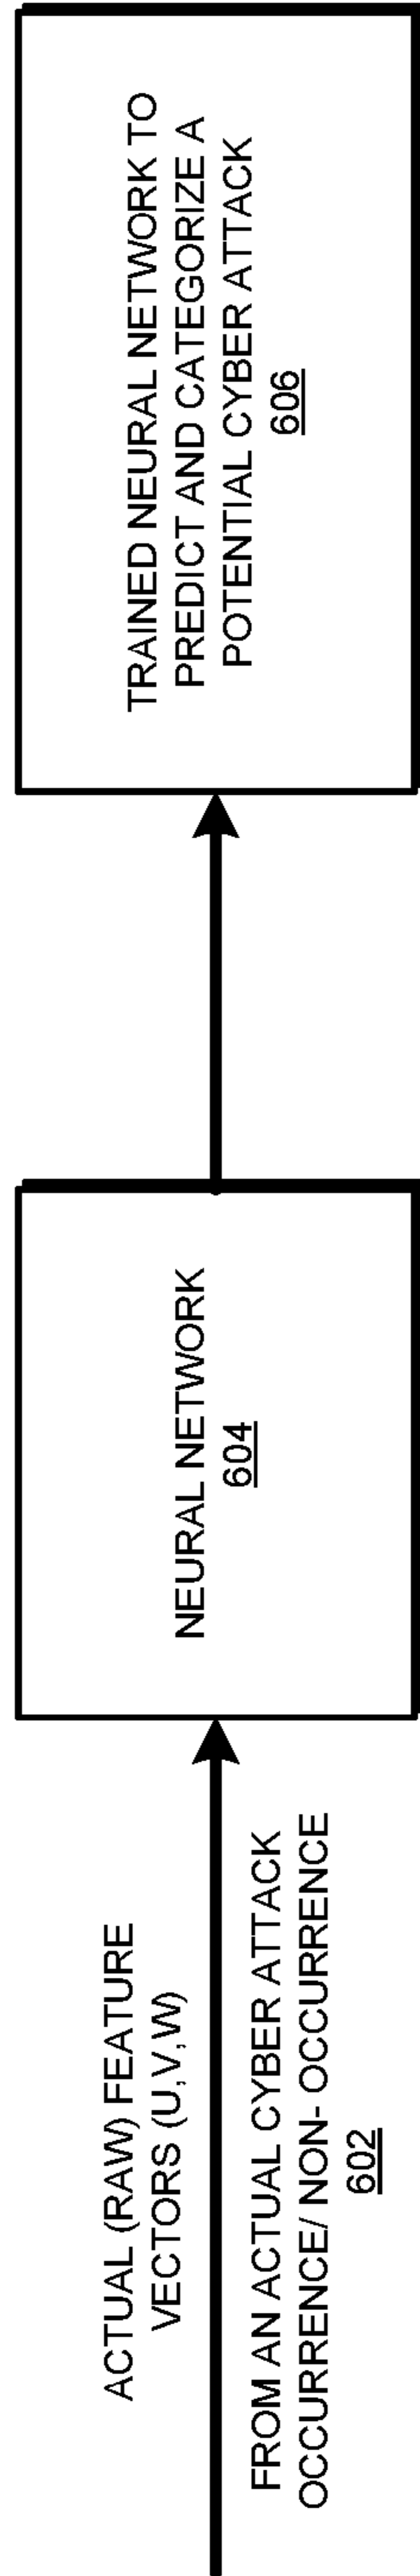 ACTUAL (RAW) FEATURE
VECTORS (U,V,W)
FROM AN ACTUAL CYBER ATTACK
OCCURRENCE/ NON- OCCURRENCE
602
NEURAL NETWORK
604
TRAINED NEURAL NETWORK TO
PREDICT AND CATEGORIZE A
POTENTIAL CYBER ATTACK
606